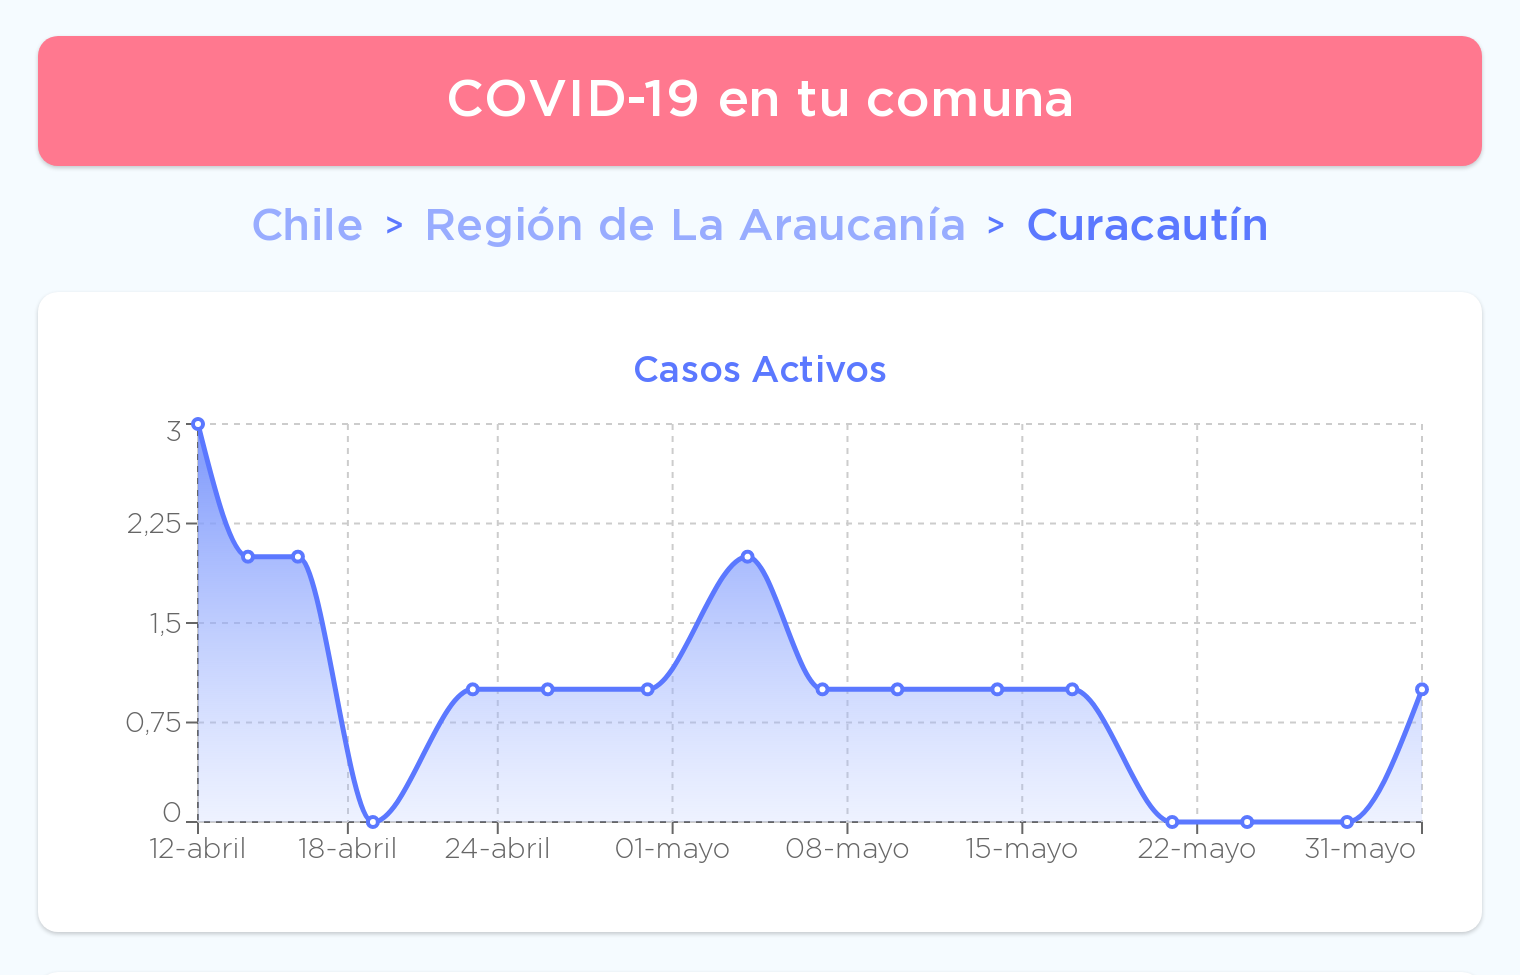 COVID-19 en tu comuna
Chile > Región de La Araucanía > Curacautín
Casos Activos
3
2,25
1,5
0,75
0
12-abril 18-abril 24-abril 01-mayo 08-mayo 15-mayo 22-mayo 31-mayo